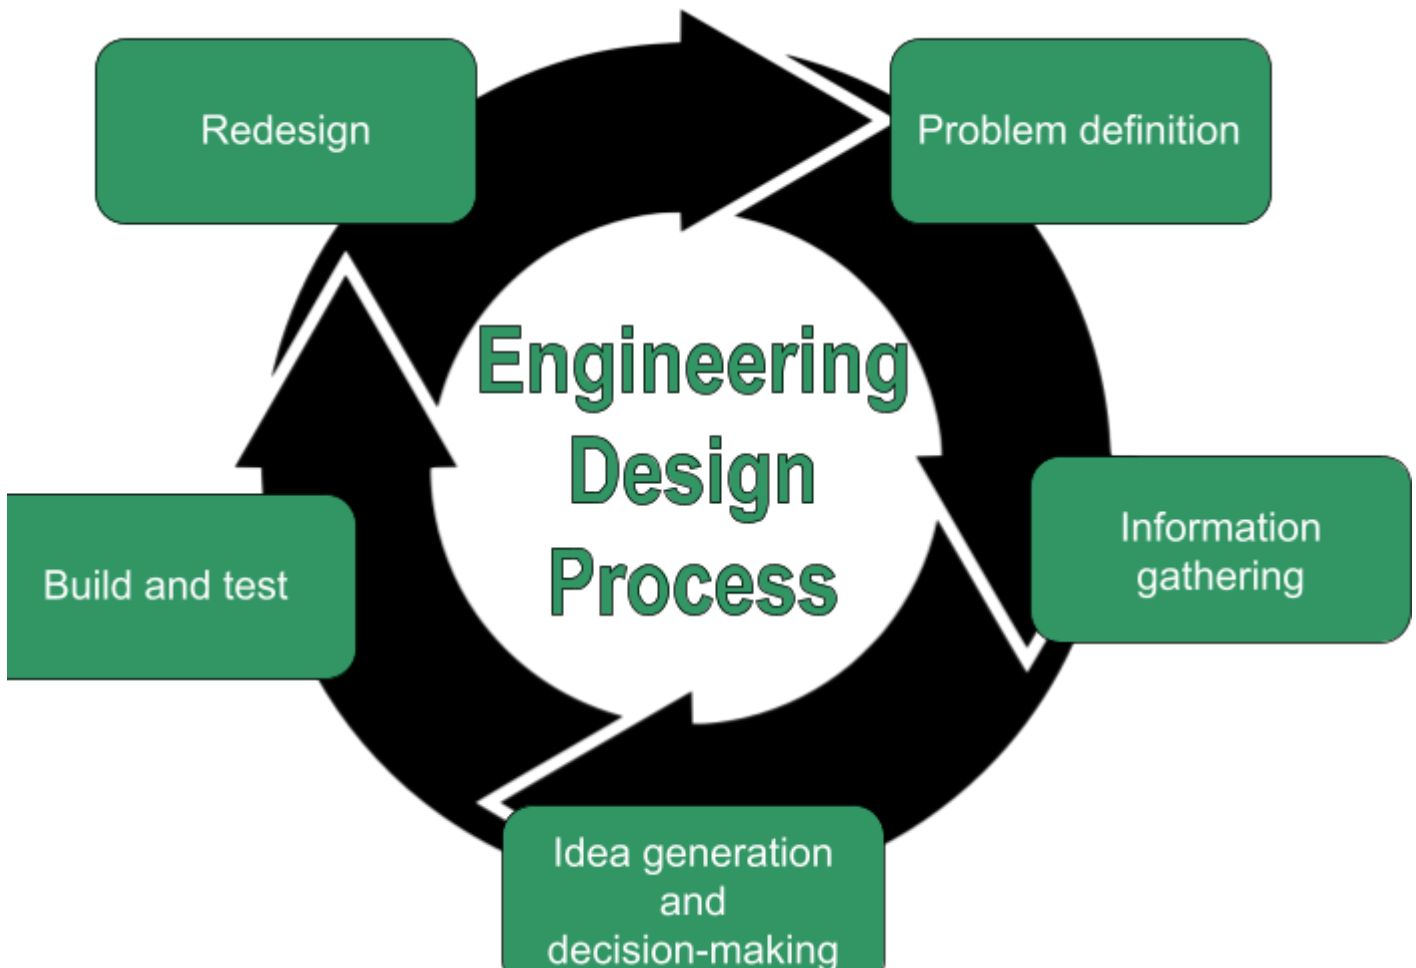 Engineering
Design
Process
Problem definition
Information
gathering
Idea generation
and
decision-making
Build and test
Redesign